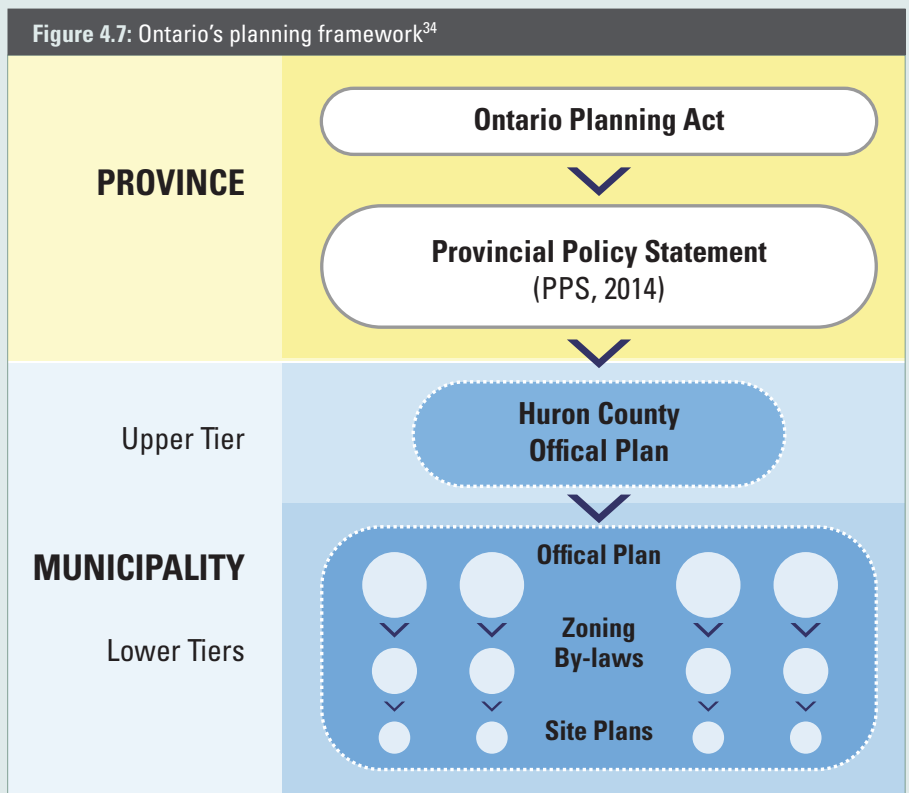 Figure 4.7: Ontario's planning framework34
PROVINCE
Ontario Planning Act
Provincial Policy Statement
(PPS, 2014)
Upper Tier
Huron County
Offical Plan
MUNICIPALITY
Lower Tiers
Offical Plan
Zoning
By-laws
Site Plans